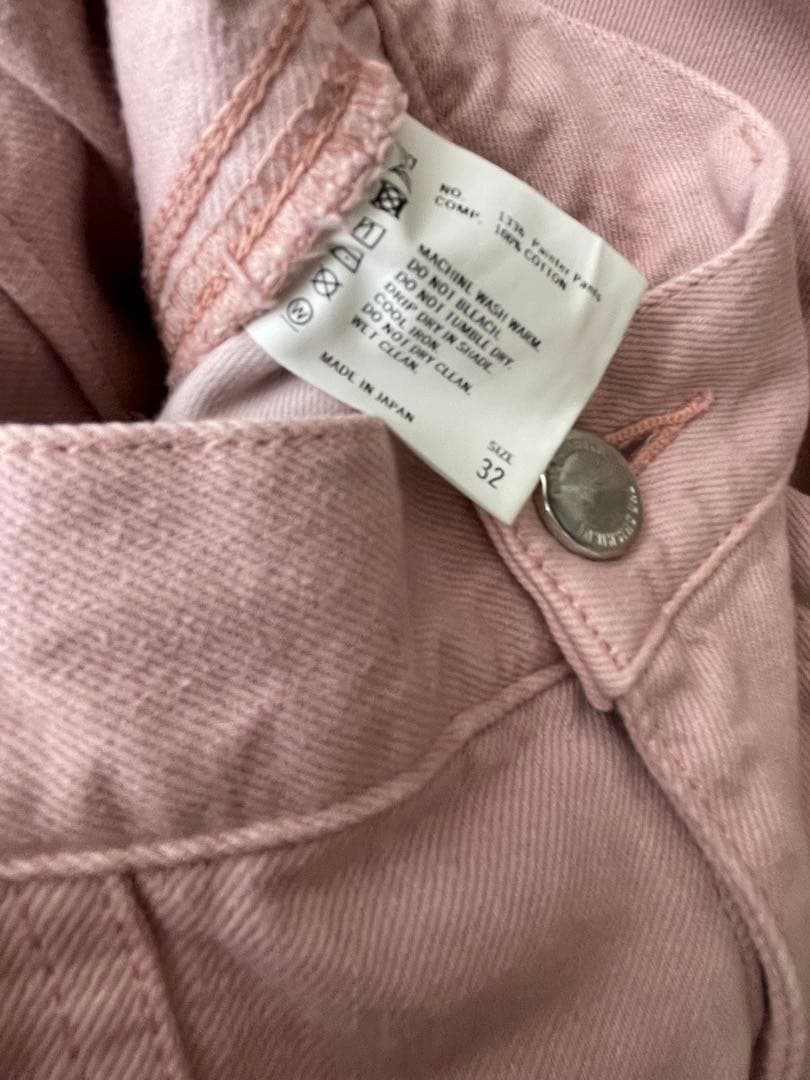 NO. 1336 Painter Pants
COMP. 100% COTTON
MACHINE WASH WARM.
DO NOT BLEACH.
DO NOT TUMBLE DRY.
DRIP DRY IN SHADE.
COOL IRON.
DO NOT DRY CLEAN.
WET CLEAN.
MADE IN JAPAN
SIZE
32
W